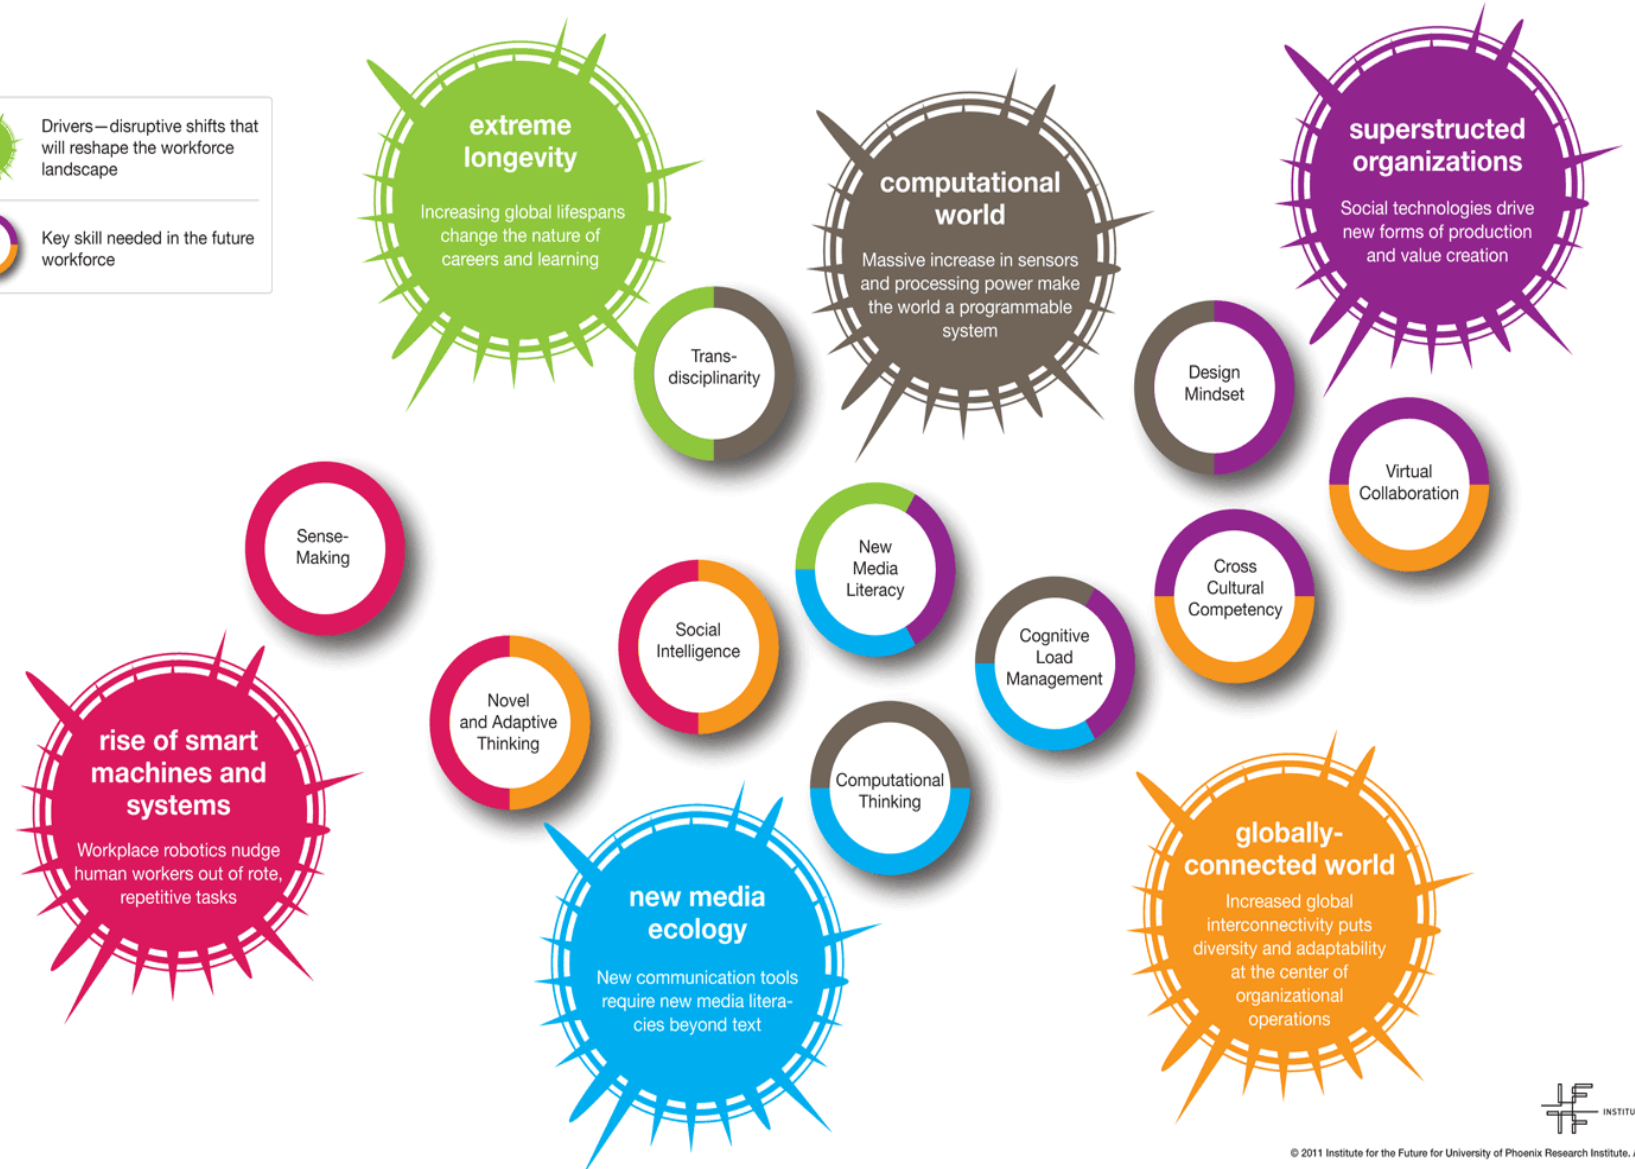 Drivers—disruptive shifts that
will reshape the workforce
landscape
Key skill needed in the future
workforce
extreme
longevity
Increasing global lifespans
change the nature of
careers and learning
computational
world
Massive increase in sensors
and processing power make
the world a programmable
system
superstructed
organizations
Social technologies drive
new forms of production
and value creation
Trans-
disciplinarity
Design
Mindset
Virtual
Collaboration
Sense-
Making
New
Media
Literacy
Cross
Cultural
Competency
Social
Intelligence
Cognitive
Load
Management
Novel
and Adaptive
Thinking
Computational
Thinking
rise of smart
machines and
systems
Workplace robotics nudge
human workers out of rote,
repetitive tasks
new media
ecology
New communication tools
require new media litera-
cies beyond text
globally-
connected world
Increased global
interconnectivity puts
diversity and adaptability
at the center of
organizational
operations
IFTF
INSTITU
© 2011 Institute for the Future for University of Phoenix Research Institute. A